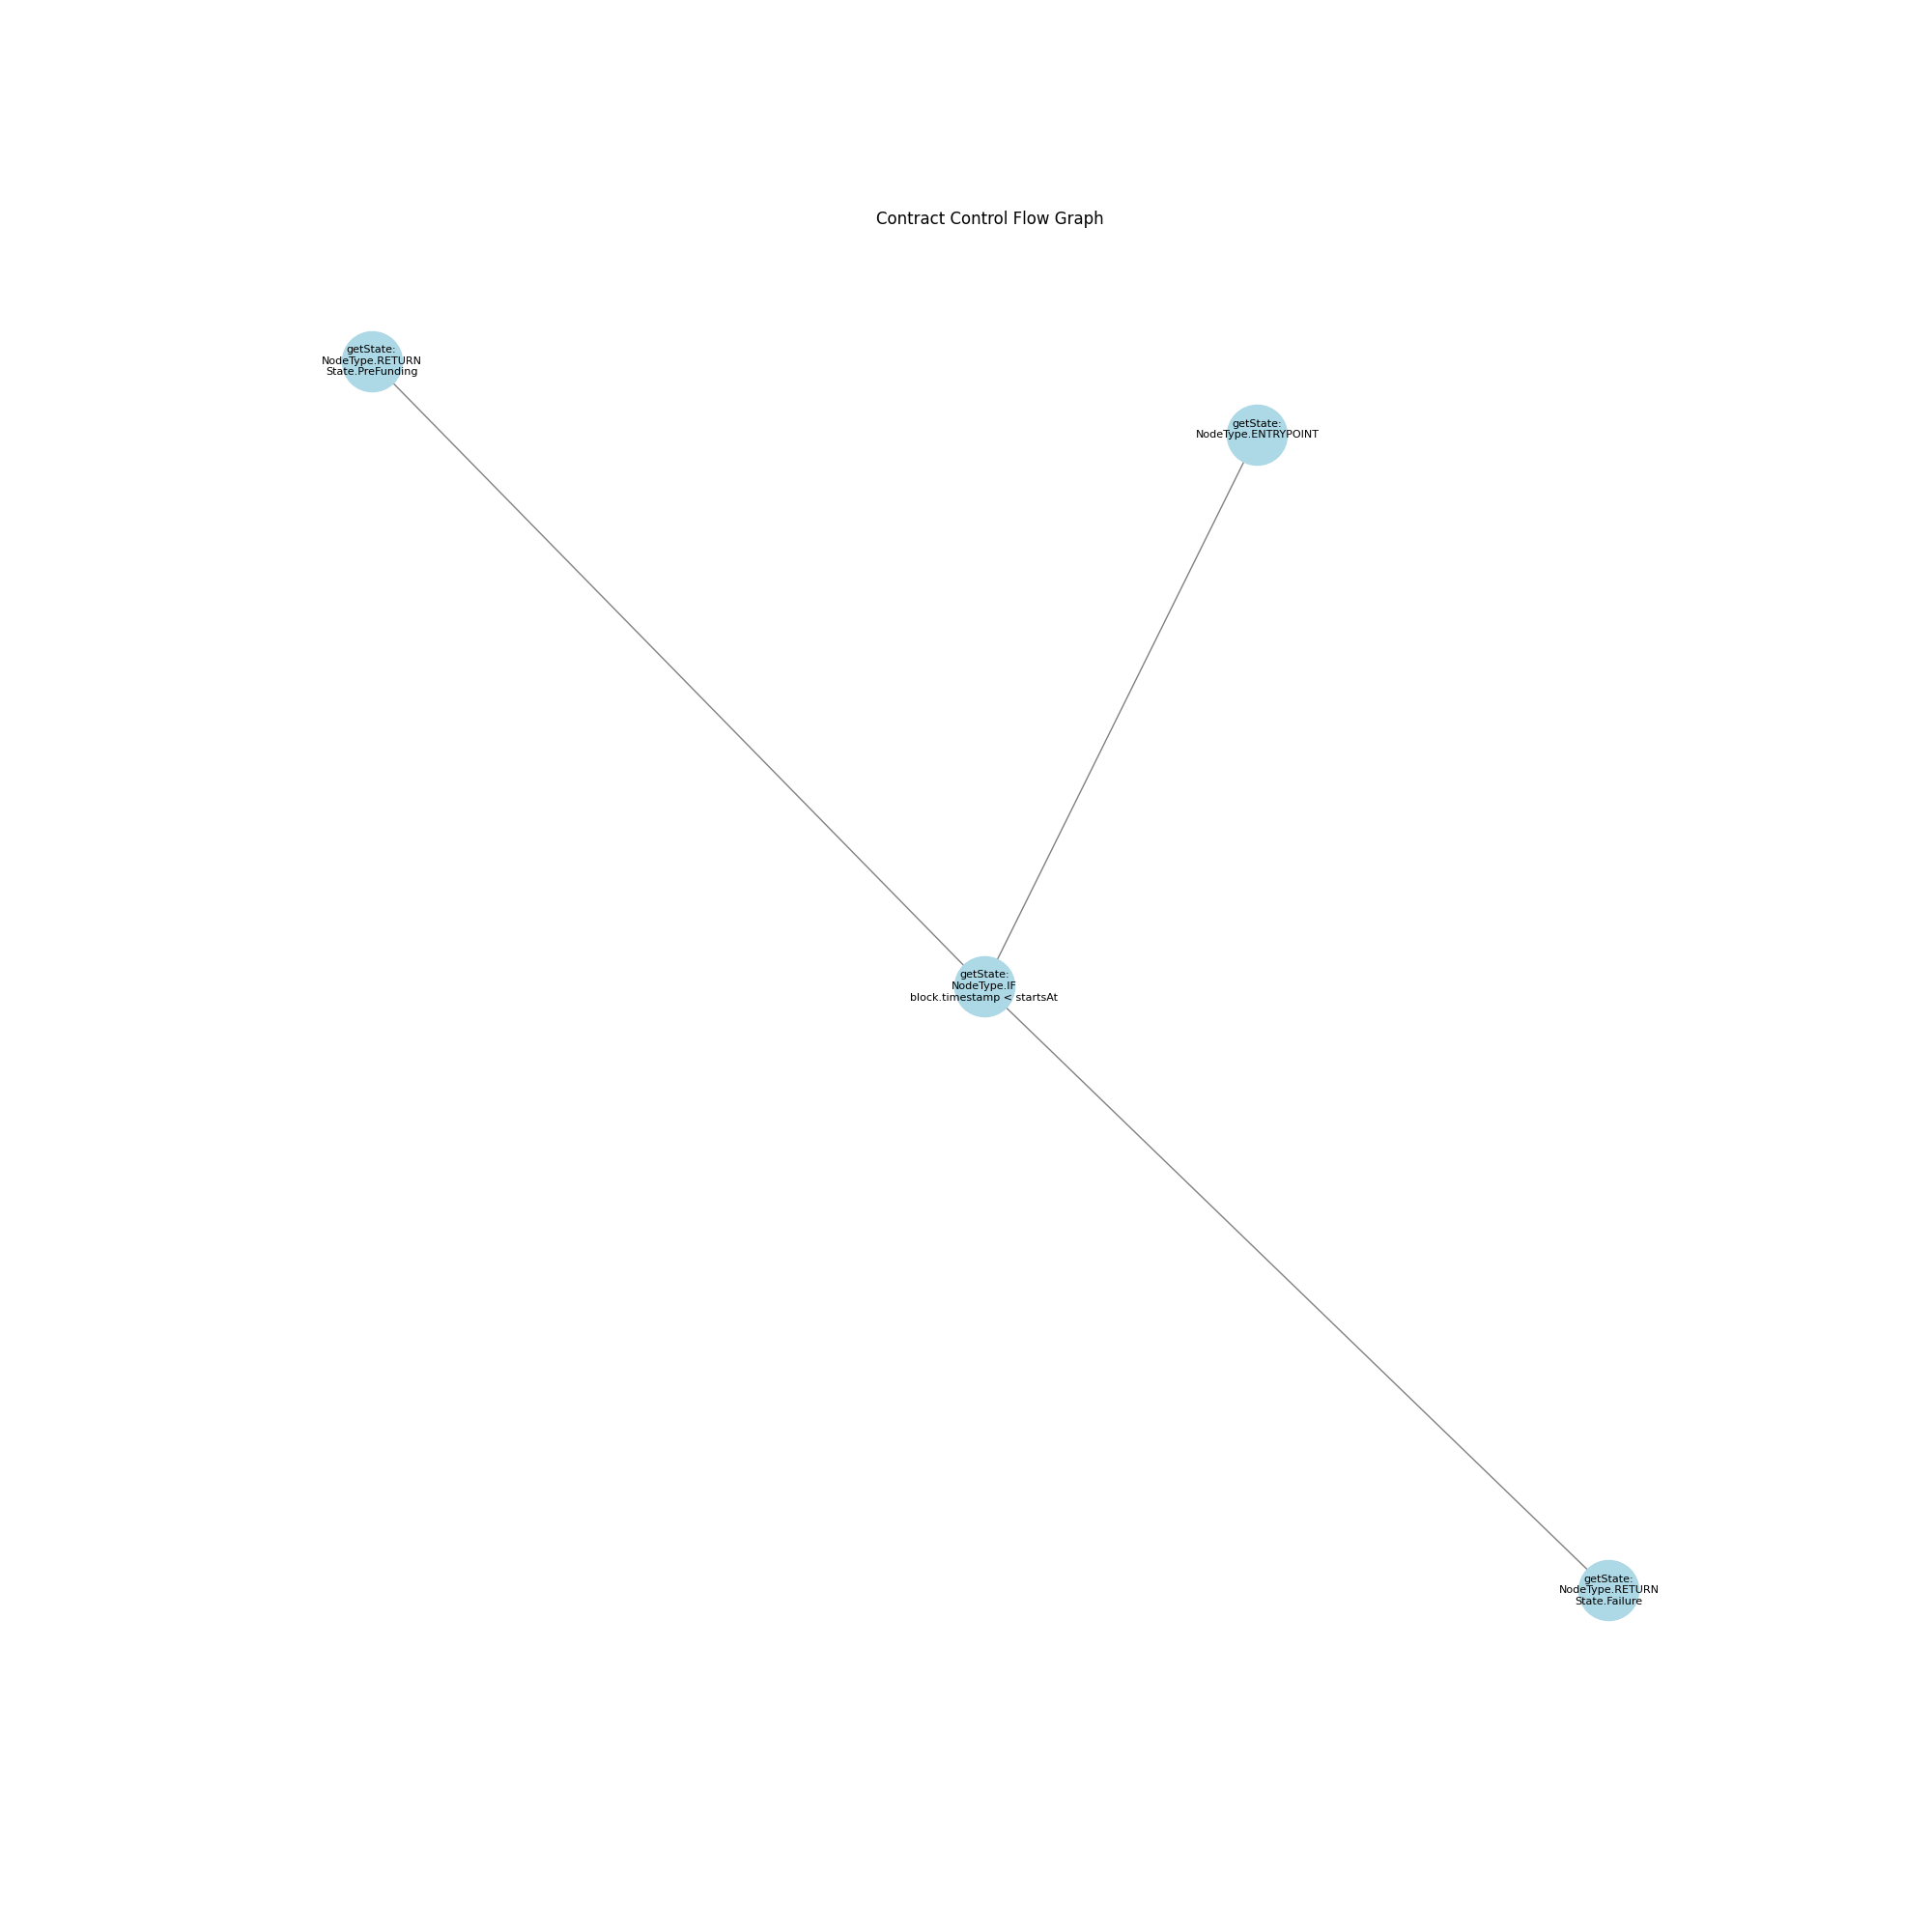 Contract Control Flow Graph
getState:
NodeType.RETURN
State.PreFunding
getState:
NodeType.ENTRYPOINT
getState:
NodeType.IF
block.timestamp < startsAt
getState:
NodeType.RETURN
State.Failure